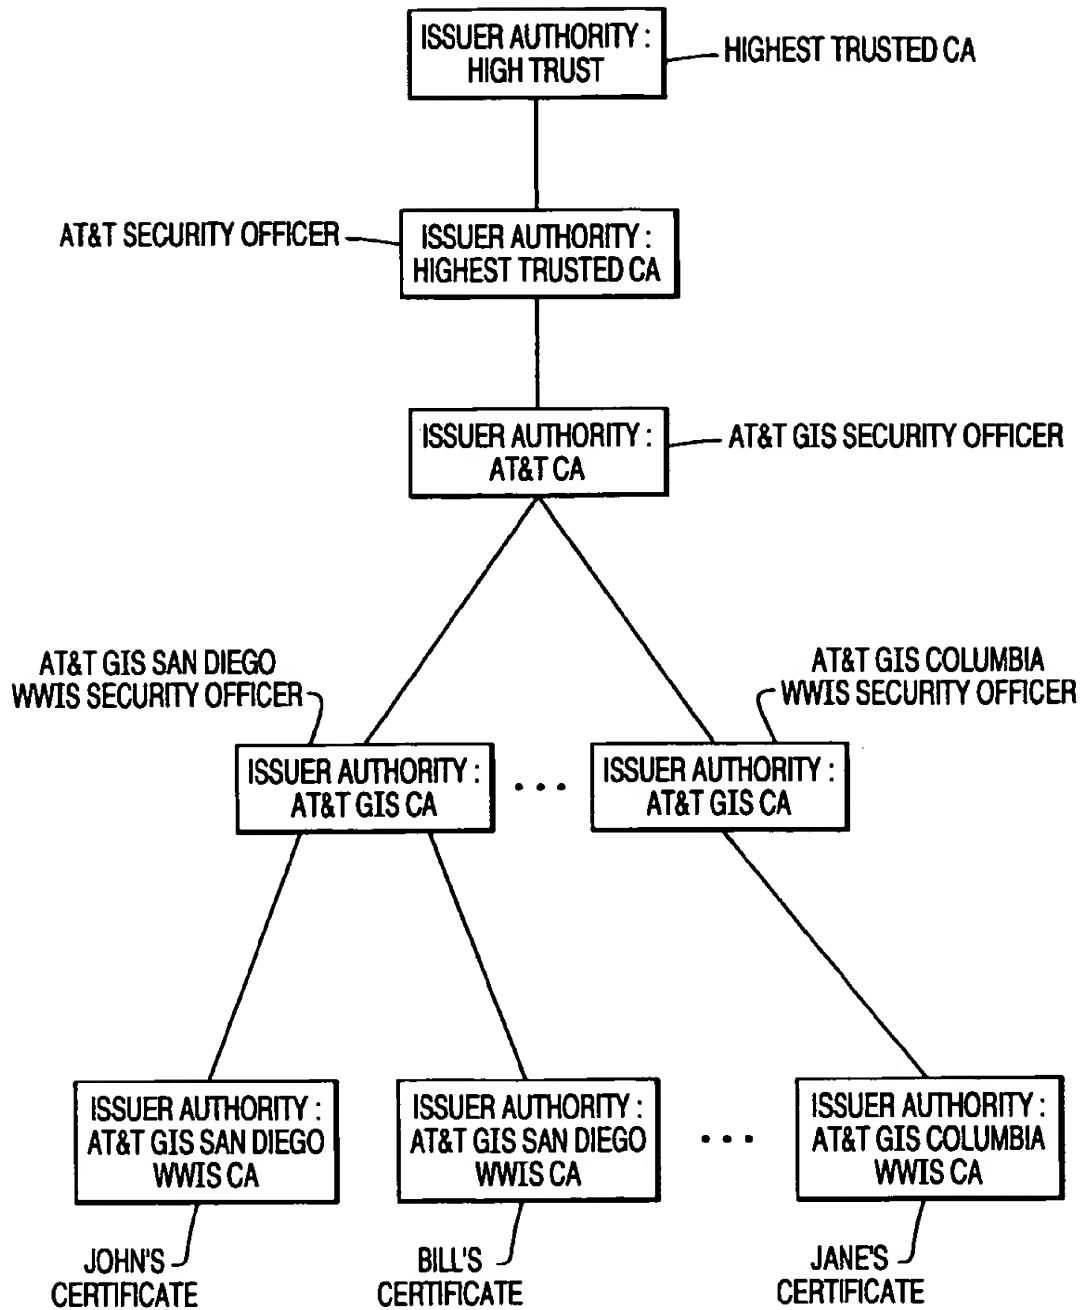 ISSUER AUTHORITY :
HIGH TRUST
HIGHEST TRUSTED CA
AT&T SECURITY OFFICER
ISSUER AUTHORITY :
HIGHEST TRUSTED CA
ISSUER AUTHORITY :
AT&T CA
AT&T GIS SECURITY OFFICER
AT&T GIS SAN DIEGO
WWIS SECURITY OFFICER
AT&T GIS COLUMBIA
WWIS SECURITY OFFICER
ISSUER AUTHORITY :
AT&T GIS CA
ISSUER AUTHORITY :
AT&T GIS CA
ISSUER AUTHORITY :
AT&T GIS SAN DIEGO
WWIS CA
ISSUER AUTHORITY :
AT&T GIS SAN DIEGO
WWIS CA
ISSUER AUTHORITY :
AT&T GIS COLUMBIA
WWIS CA
JOHN'S
CERTIFICATE
BILL'S
CERTIFICATE
JANE'S
CERTIFICATE